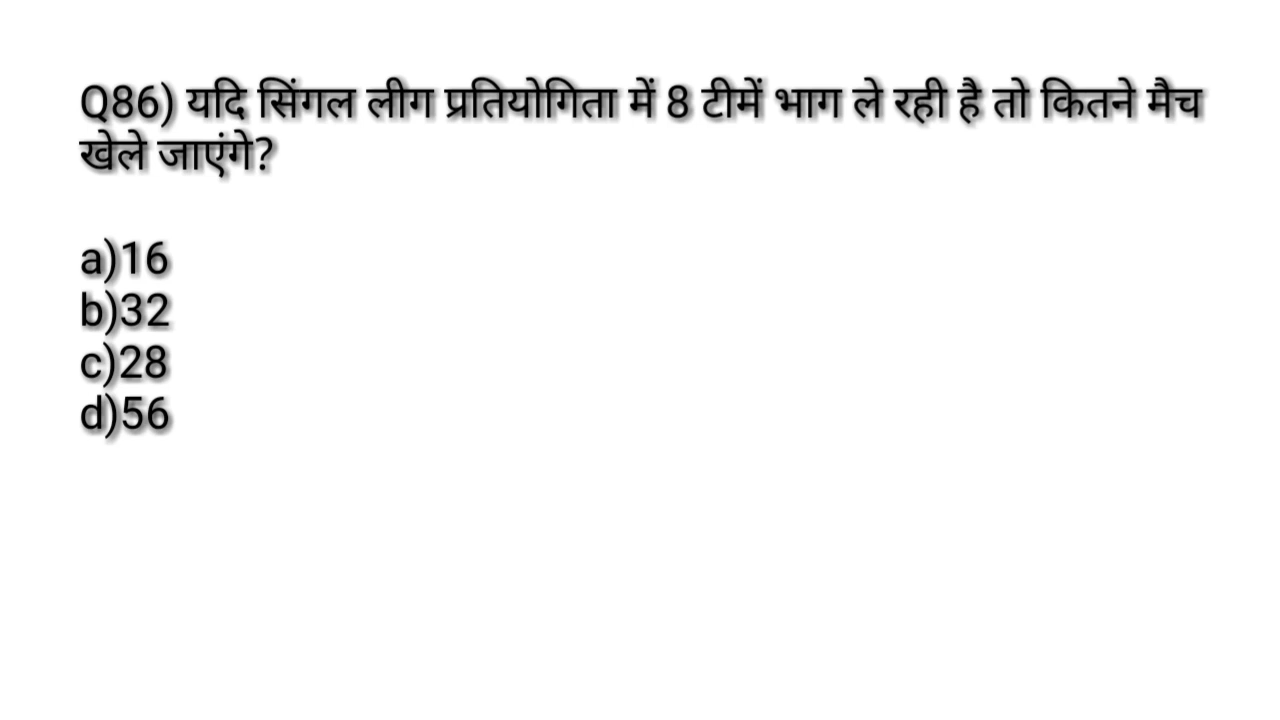 Q86) यदि सिंगल लीग प्रतियोगिता में 8 टीमें भाग ले रही है तो कितने मैच
खेले जाएंगे?
a)16
b)32
c)28
d)56